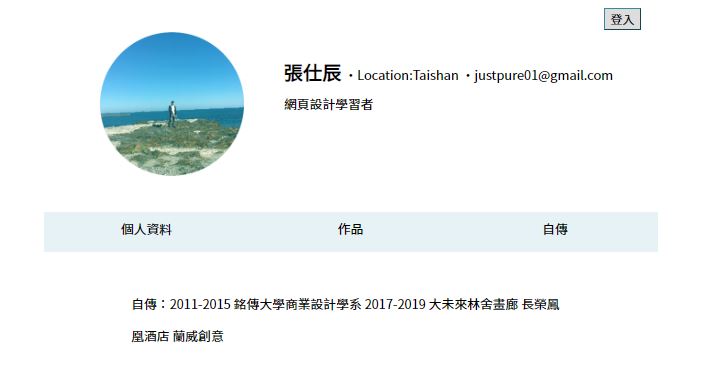 登入
張仕辰 ・Location:Taishan ・justpure01@gmail.com
網頁設計學習者
個人資料 作品 自傳
自傳：2011-2015 銘傳大學商業設計學系 2017-2019 大未來林舍畫廊 長榮鳳
凰酒店 蘭威創意